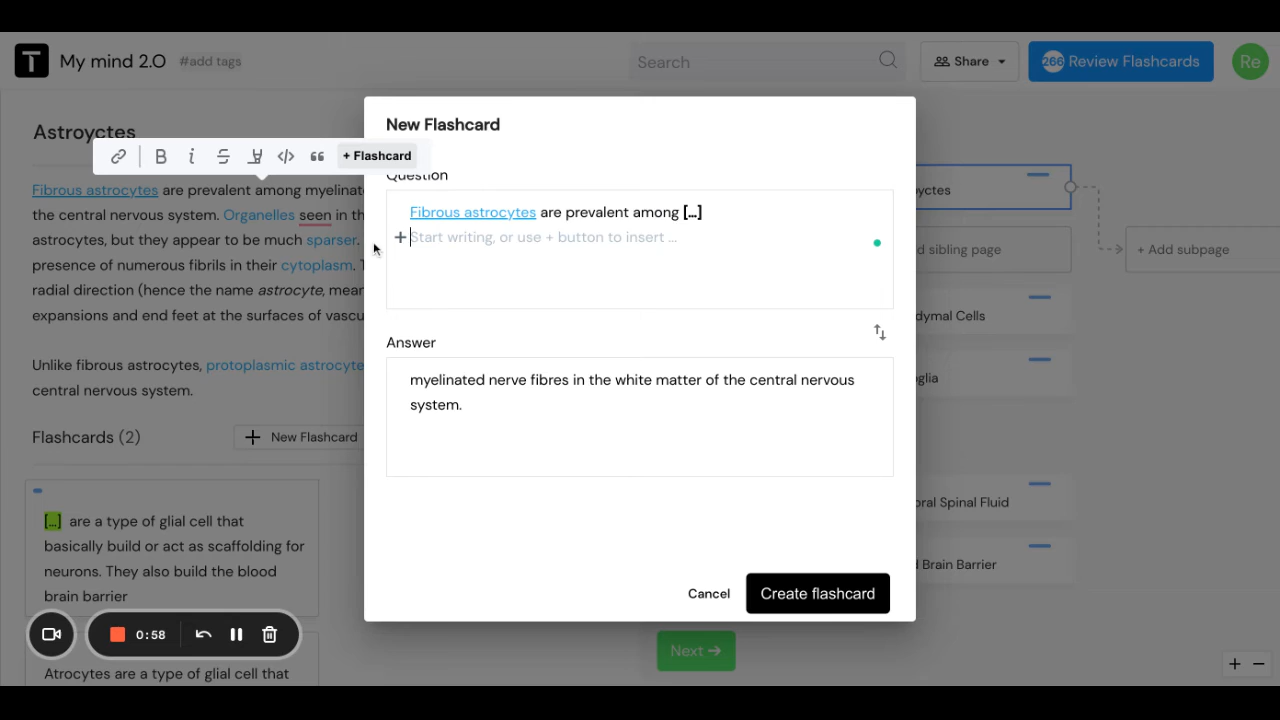 T My mind 2.0 #add tags
Search
Share
266 Review Flashcards
Re
Astroyctes
+ Flashcard
Fibrous astrocytes are prevalent among myelinate
the central nervous system. Organelles seen in th
astrocytes, but they appear to be much sparser.
presence of numerous fibrils in their cytoplasm. T
radial direction (hence the name astrocyte, mean
expansions and end feet at the surfaces of vascu
Unlike fibrous astrocytes, protoplasmic astrocyte
central nervous system.
Flashcards (2)
+ New Flashcard
[...] are a type of glial cell that
basically build or act as scaffolding for
neurons. They also build the blood
brain barrier
0:58
Atrocytes are a type of glial cell that
New Flashcard
Question
Fibrous astrocytes are prevalent among [...]
+ Start writing, or use + button to insert ...
Answer
myelinated nerve fibres in the white matter of the central nervous
system.
Cancel
Create flashcard
Next →
oyctes
d sibling page
+ Add subpage
dymal Cells
glia
oral Spinal Fluid
d Brain Barrier
+ −